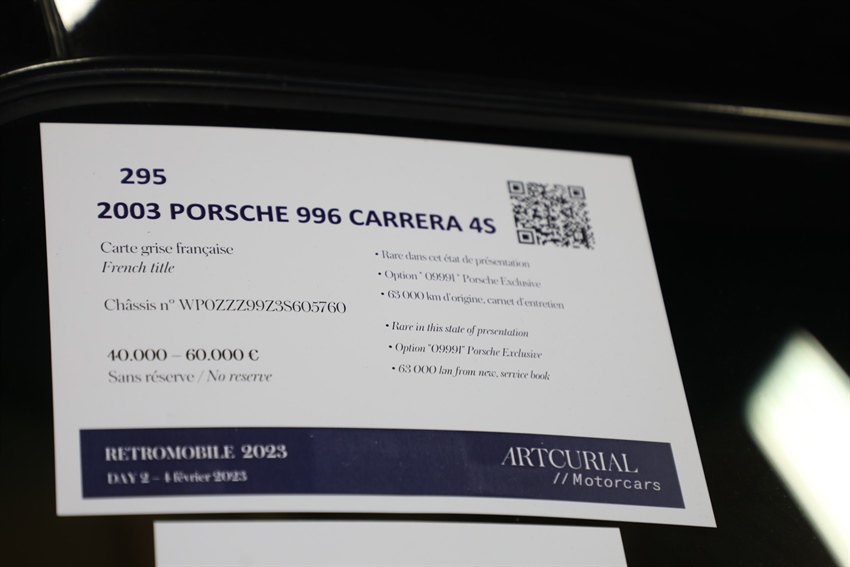 295
2003 PORSCHE 996 CARRERA 4S
Carte grise française
French title
Châssis n° WP0ZZZ99Z3S605760
40.000 – 60.000 €
Sans réserve / No reserve
• Rare dans cet état de présentation
• Option "09991" Porsche Exclusive
• 63 000 km d'origine, carnet d'entretien
• Rare in this state of presentation
• Option "09991" Porsche Exclusive
• 63 000 km from new, service book
RETROMOBILE 2023
DAY 2 – 4 février 2023
ARTCURIAL
//Motorcars